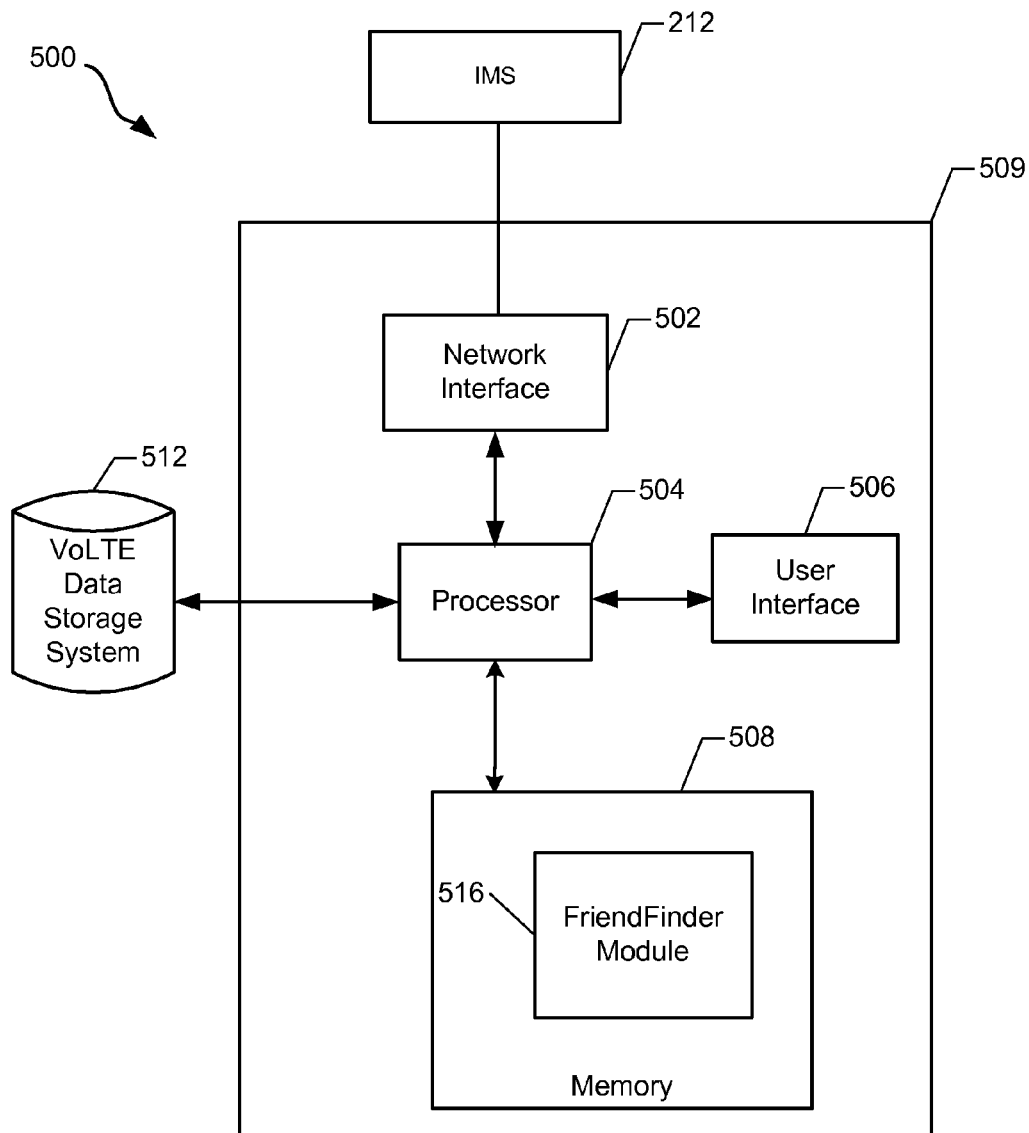 212
500
IMS
509
502
Network
Interface
512
504
506
VoLTE
Data
Storage
System
Processor
User
Interface
508
516
FriendFinder
Module
Memory